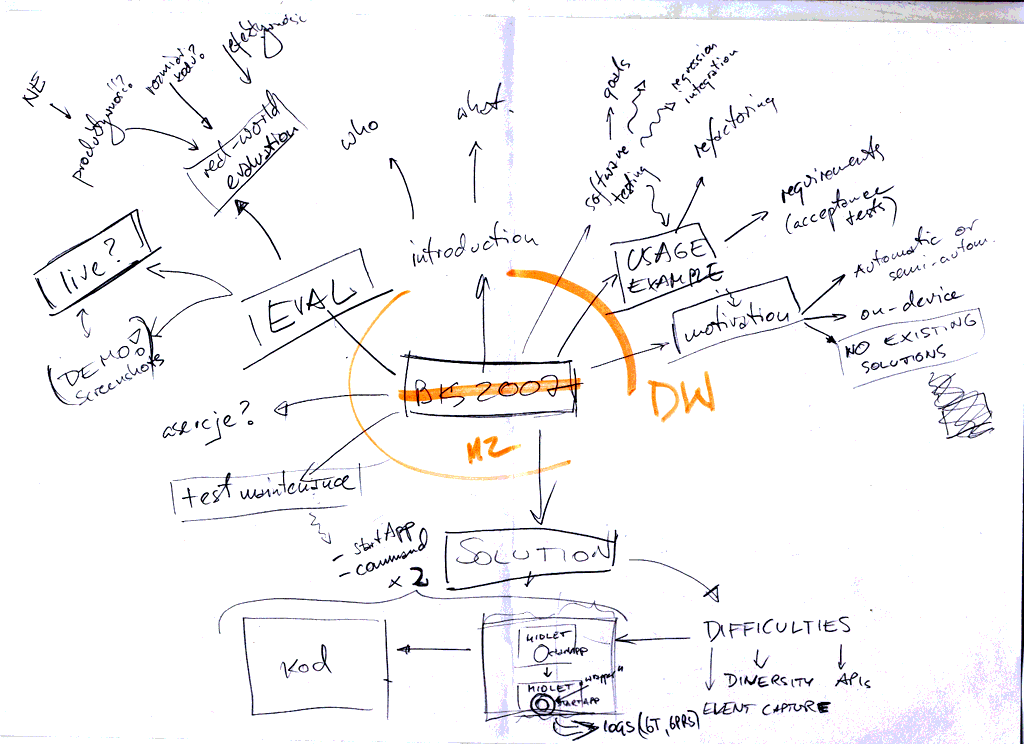 NE
produktywność?
rozmiar
kodu?
efektywność
real-world
evaluation
who
what
goals
regression
integration
refactoring
software
testing
requirements
(acceptance
tests)
introduction
USAGE
EXAMPLE
Automatic or
semi-autom.
live?
EVAL
motivation
on-device
NO EXISTING
SOLUTIONS
(DEMO?)
screenshots
BKS 2007
DW
asercje?
MZ
test maintenance
- startApp
- command
x 2
SOLUTION
DIFFICULTIES
DIVERSITY
APIs
EVENT CAPTURE
kod
MIDLET
MIDLET
"wrapper"
STARTAPP
LOGS (BT, GPRS)